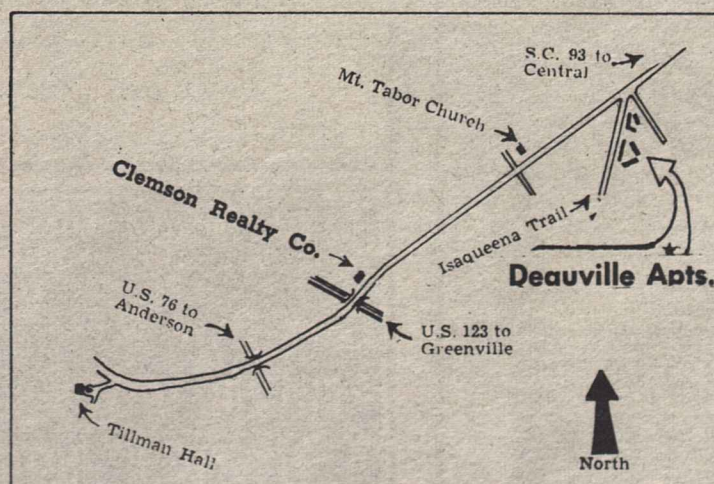 S.C. 93 to
Central
Mt. Tabor Church
Clemson Realty
Co.
Isaqueena Trail
Deauville Apts.
U.S. 76 to
Anderson
U.S. 123 to
Greenville
Tillman Hall
North